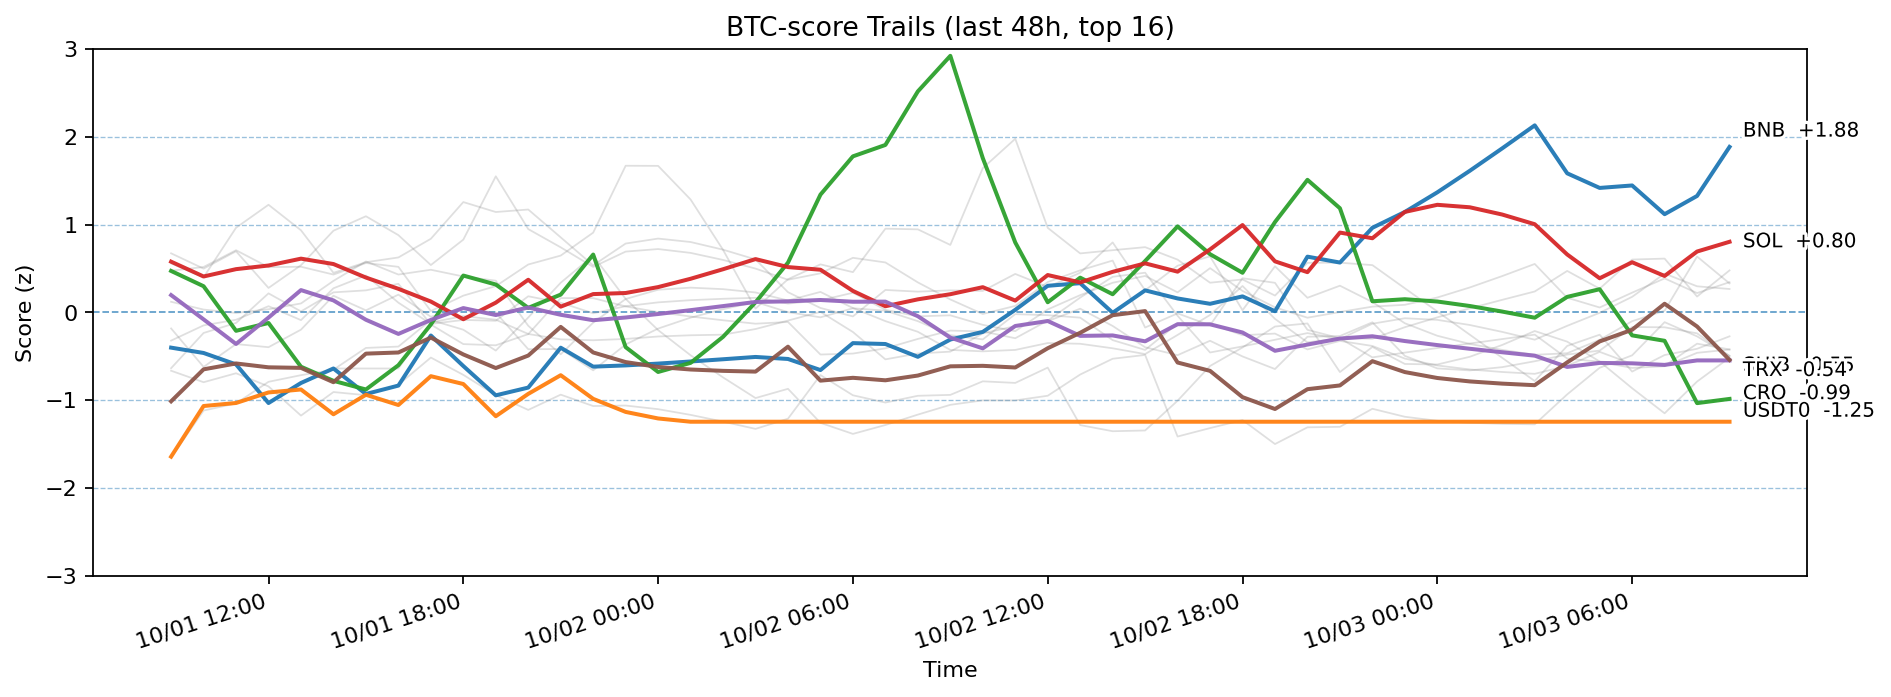 BTC-score Trails (last 48h, top 16)
3
2
1
0
−1
−2
−3
Score (z)
BNB +1.88
SOL +0.80
TRX -0.54
CRO -0.99
USDT0 -1.25
10/01 12:00
10/01 18:00
10/02 00:00
10/02 06:00
10/02 12:00
10/02 18:00
10/03 00:00
10/03 06:00
Time